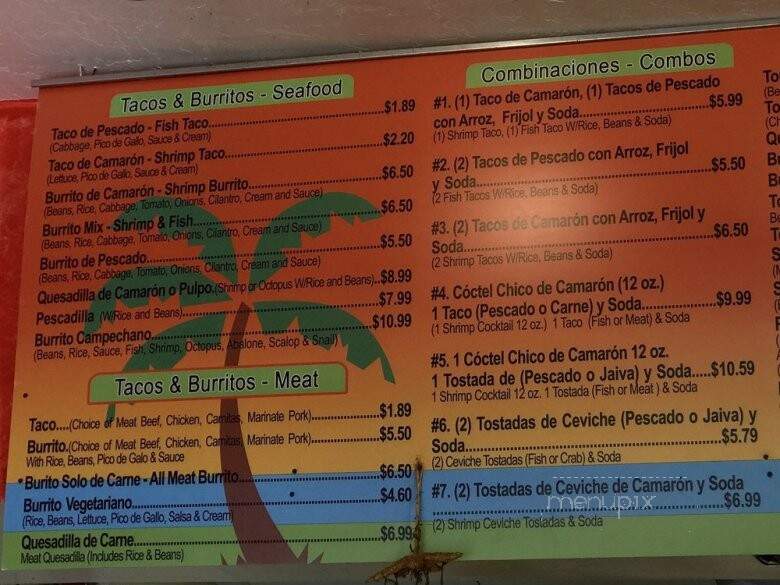 Tacos & Burritos - Seafood
Taco de Pescado - Fish Taco...$1.89
(Cabbage, Pico de Gallo, Sauce & Cream)
Taco de Camarón - Shrimp Taco...$2.20
(Lettuce, Pico de Gallo, Sauce & Cream)
Burrito de Camarón - Shrimp Burrito...$6.50
(Beans, Rice, Cabbage, Tomato, Onions, Cilantro, Cream and Sauce)
Burrito Mix - Shrimp & Fish...$6.50
(Beans, Rice, Cabbage, Tomato, Onions, Cilantro, Cream and Sauce)
Burrito de Pescado...$5.50
(Beans, Rice, Cabbage, Tomato, Onions, Cilantro, Cream and Sauce)
Quesadilla de Camarón o Pulpo.(Shrimp or Octopus W/Rice and Beans)..$8.99
Pescadilla (W/Rice and Beans)...$7.99
Burrito Campechano...$10.99
(Beans, Rice, Sauce, Fish, Shrimp, Octopus, Abalone, Scalop & Snail)
Tacos & Burritos - Meat
Taco....(Choice of Meat Beef, Chicken, Carnitas, Marinate Pork)...$1.89
Burrito.(Choice of Meat Beef, Chicken, Carnitas, Marinate Pork)...$5.50
With Rice, Beans, Pico de Galo & Sauce
Burito Solo de Carne - All Meat Burrito...$6.50
Burrito Vegetariano...$4.60
(Rice, Beans, Lettuce, Pico de Gallo, Salsa & Cream)
Quesadilla de Carne...$6.99
Meat Quesadilla (Includes Rice & Beans)
Combinaciones - Combos
#1. (1) Taco de Camarón, (1) Tacos de Pescado
con Arroz, Frijol y Soda...$5.99
(1) Shrimp Taco, (1) Fish Taco W/Rice, Beans & Soda)
#2. (2) Tacos de Pescado con Arroz, Frijol
y Soda...$5.50
(2 Fish Tacos W/Rice, Beans & Soda)
#3. (2) Tacos de Camarón con Arroz, Frijol y
Soda...$6.50
(2 Shrimp Tacos W/Rice, Beans & Soda)
#4. Cóctel Chico de Camarón (12 oz.)
1 Taco (Pescado o Carne) y Soda...$9.99
(1 Shrimp Cocktail 12 oz.) 1 Taco (Fish or Meat) & Soda
#5. 1 Cóctel Chico de Camarón 12 oz.
1 Tostada de (Pescado o Jaiva) y Soda.....$10.59
1 Shrimp Cocktail 12 oz. 1 Tostada (Fish or Meat ) & Soda
#6. (2) Tostadas de Ceviche (Pescado o Jaiva) y
Soda...$5.79
(2) Ceviche Tostadas (Fish or Crab) & Soda
#7. (2) Tostadas de Ceviche de Camarón y Soda
...$6.99
(2) Shrimp Ceviche Tostadas & Soda
menupix